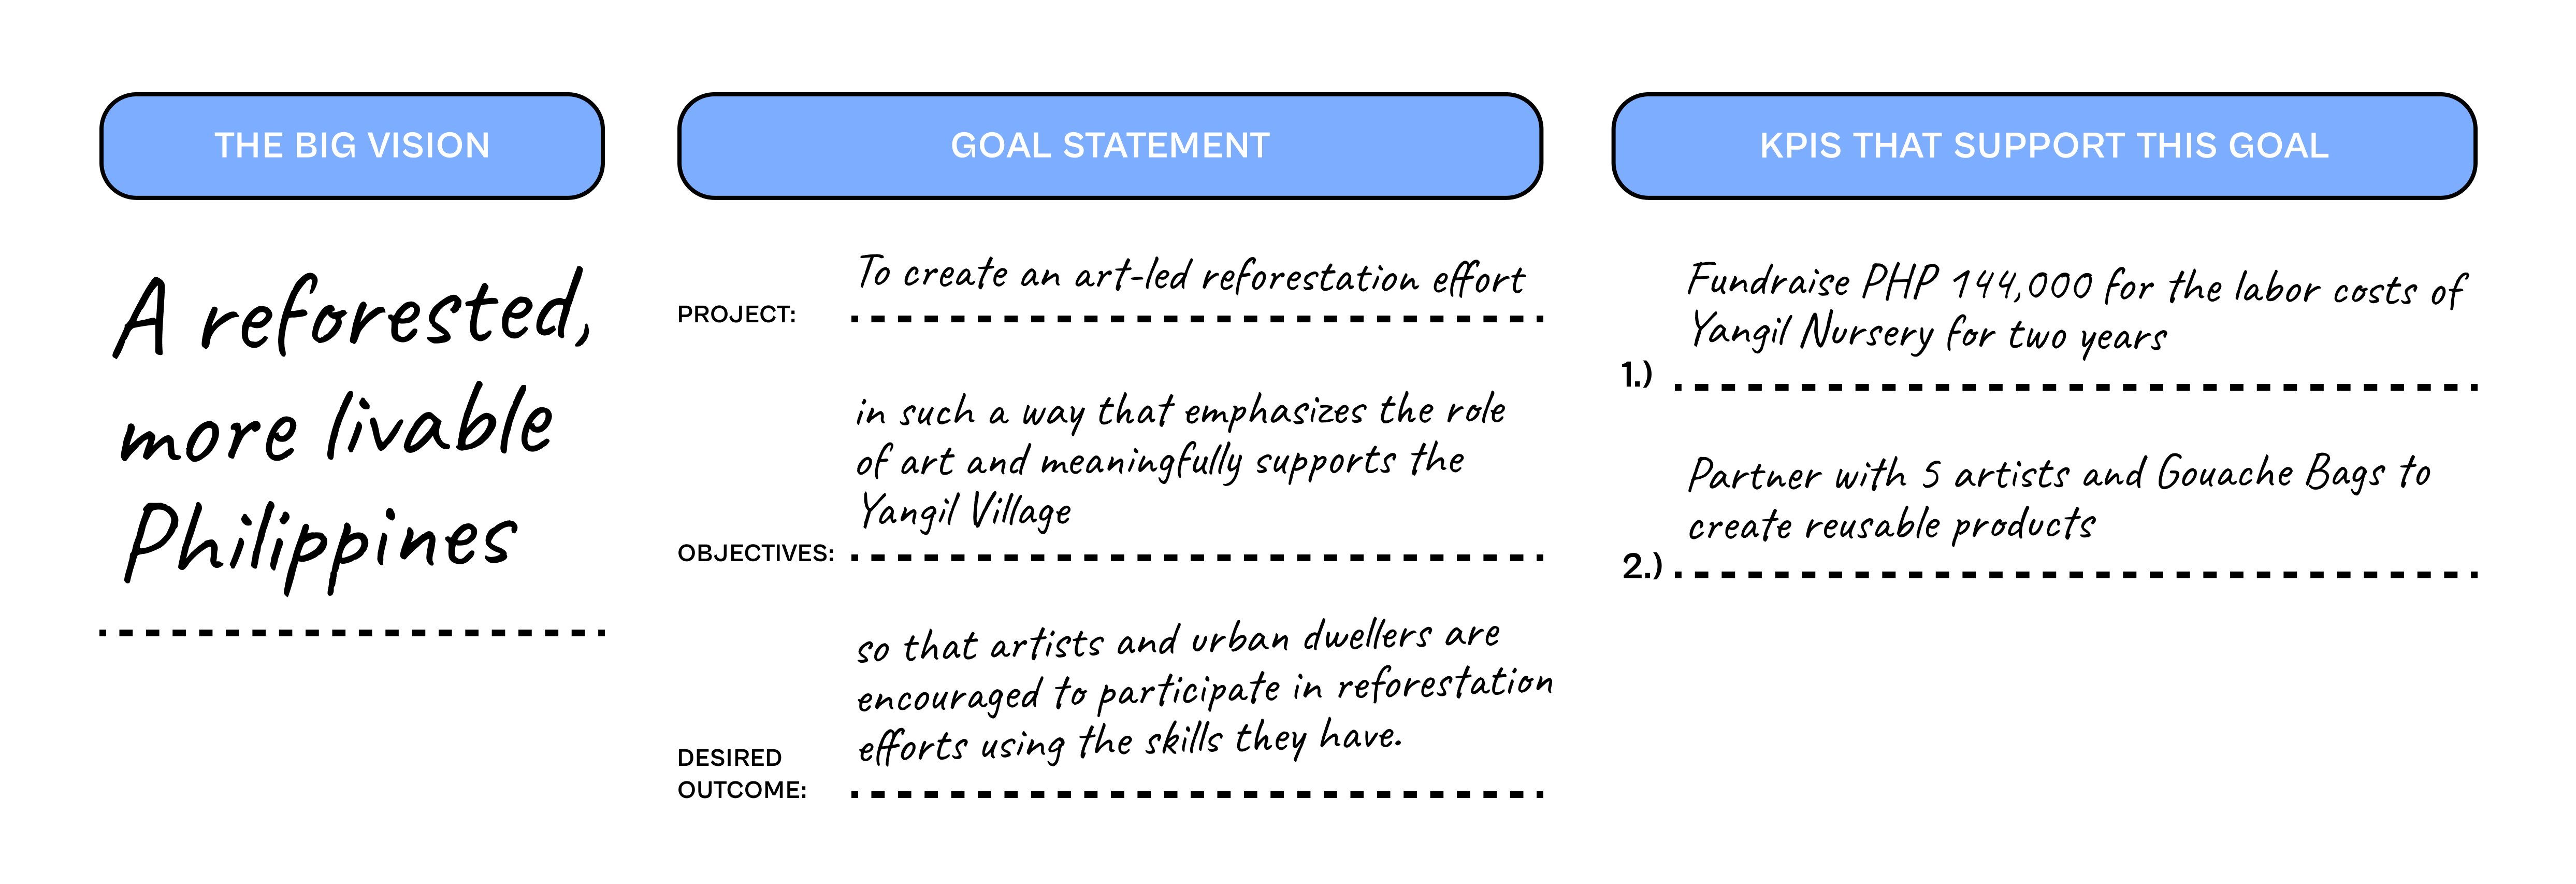 THE BIG VISION
A reforested,
more livable
Philippines
GOAL STATEMENT
PROJECT:
To create an art-led reforestation effort
OBJECTIVES:
in such a way that emphasizes the role
of art and meaningfully supports the
Yangil Village
DESIRED
OUTCOME:
so that artists and urban dwellers are
encouraged to participate in reforestation
efforts using the skills they have.
KPIS THAT SUPPORT THIS GOAL
1.)
Fundraise PHP 144,000 for the labor costs of
Yangil Nursery for two years
2.)
Partner with 5 artists and Gouache Bags to
create reusable products